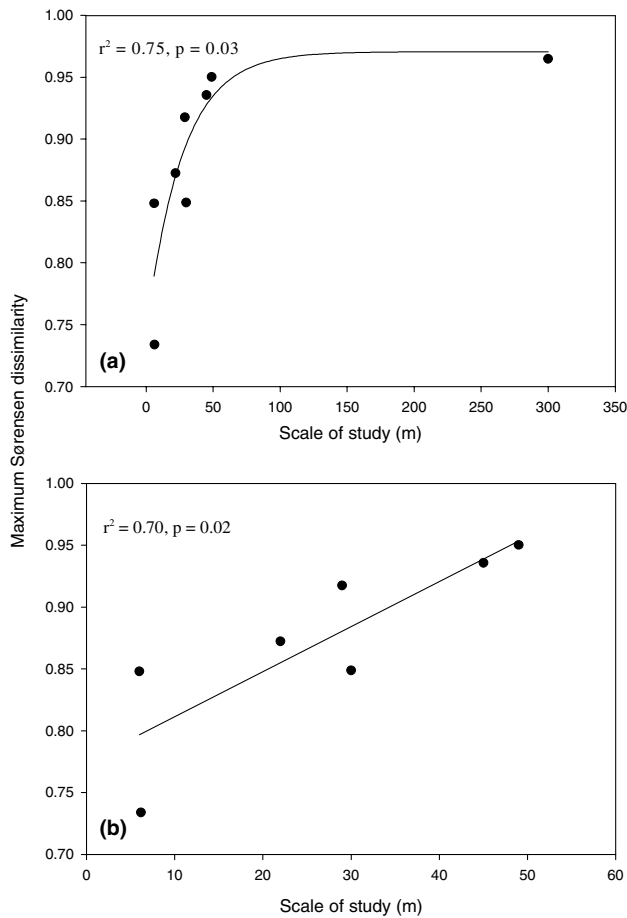 r² = 0.75, p = 0.03
1.00
0.95
0.90
0.85
0.80
0.75
0.70
(a)
0 50 100 150 200 250 300 350
Scale of study (m)
Maximum Sørensen dissimilarity
r² = 0.70, p = 0.02
1.00
0.95
0.90
0.85
0.80
0.75
0.70
(b)
0 10 20 30 40 50 60
Scale of study (m)